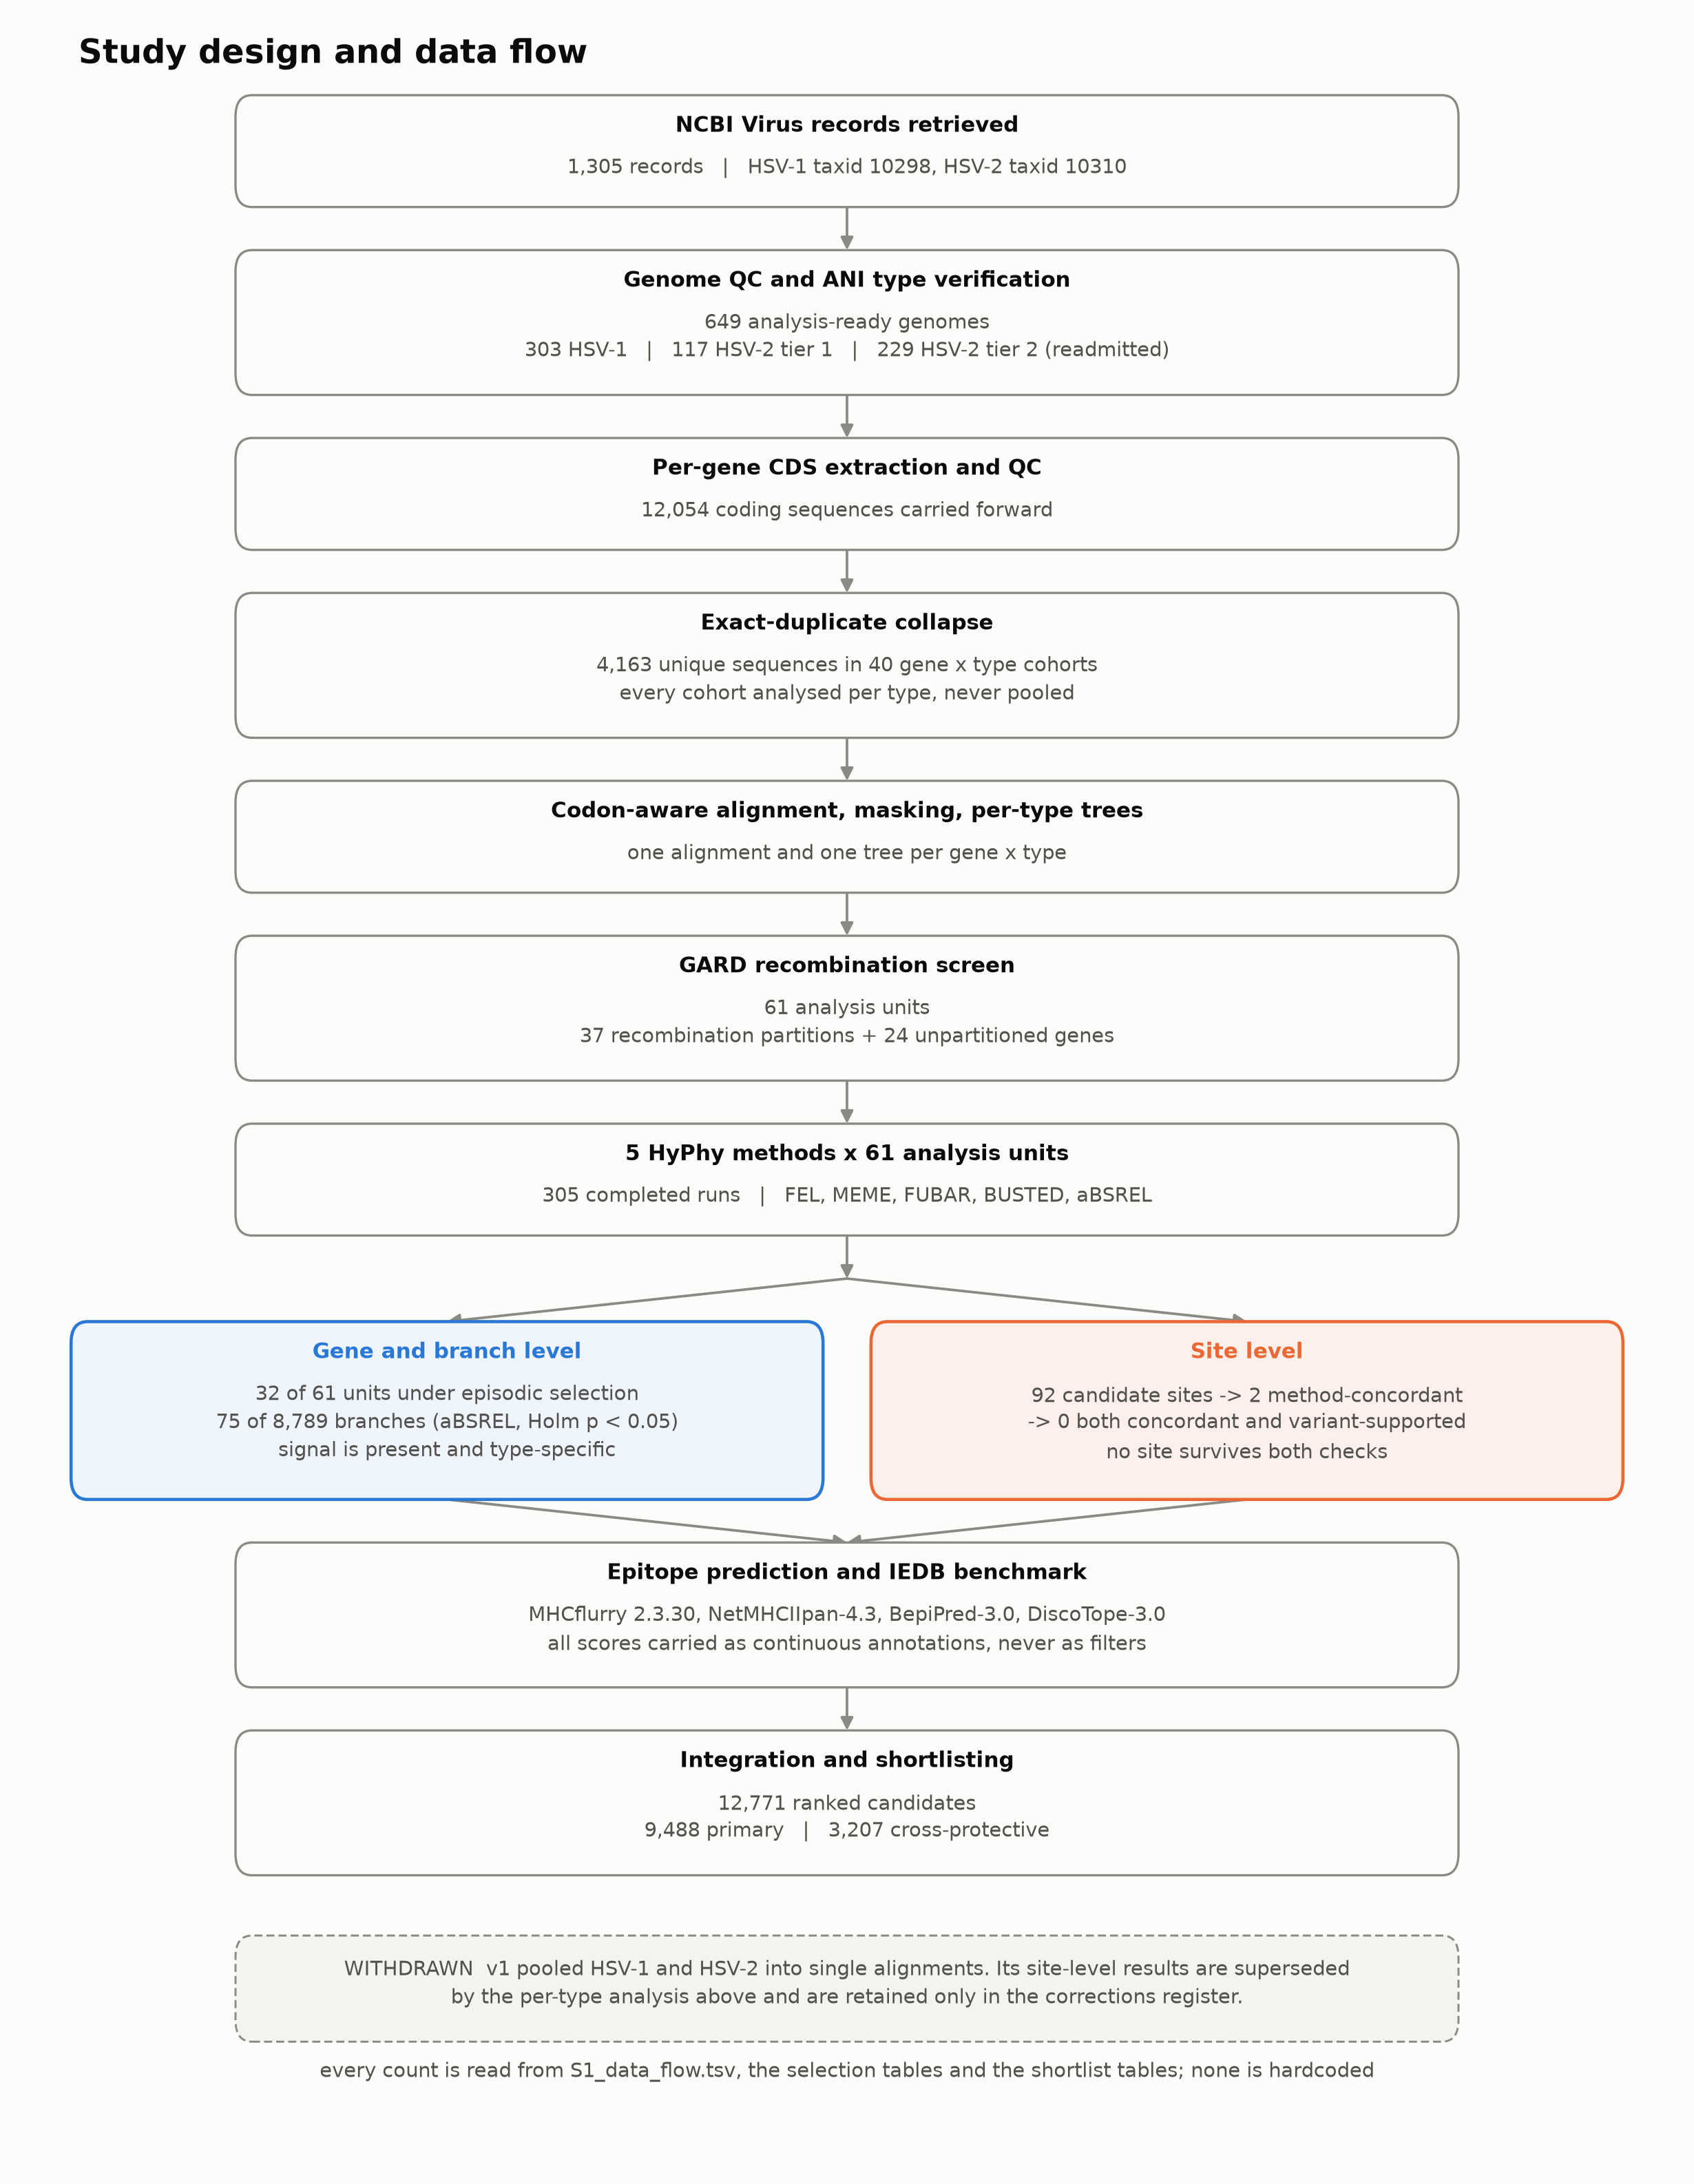 Study design and data flow
NCBI Virus records retrieved
1,305 records | HSV-1 taxid 10298, HSV-2 taxid 10310
Genome QC and ANI type verification
649 analysis-ready genomes
303 HSV-1 | 117 HSV-2 tier 1 | 229 HSV-2 tier 2 (readmitted)
Per-gene CDS extraction and QC
12,054 coding sequences carried forward
Exact-duplicate collapse
4,163 unique sequences in 40 gene x type cohorts
every cohort analysed per type, never pooled
Codon-aware alignment, masking, per-type trees
one alignment and one tree per gene x type
GARD recombination screen
61 analysis units
37 recombination partitions + 24 unpartitioned genes
5 HyPhy methods x 61 analysis units
305 completed runs | FEL, MEME, FUBAR, BUSTED, aBSREL
Gene and branch level
32 of 61 units under episodic selection
75 of 8,789 branches (aBSREL, Holm p < 0.05)
signal is present and type-specific
Site level
92 candidate sites -> 2 method-concordant
-> 0 both concordant and variant-supported
no site survives both checks
Epitope prediction and IEDB benchmark
MHCflurry 2.3.30, NetMHCIIpan-4.3, BepiPred-3.0, DiscoTope-3.0
all scores carried as continuous annotations, never as filters
Integration and shortlisting
12,771 ranked candidates
9,488 primary | 3,207 cross-protective
WITHDRAWN v1 pooled HSV-1 and HSV-2 into single alignments. Its site-level results are superseded
by the per-type analysis above and are retained only in the corrections register.
every count is read from S1_data_flow.tsv, the selection tables and the shortlist tables; none is hardcoded